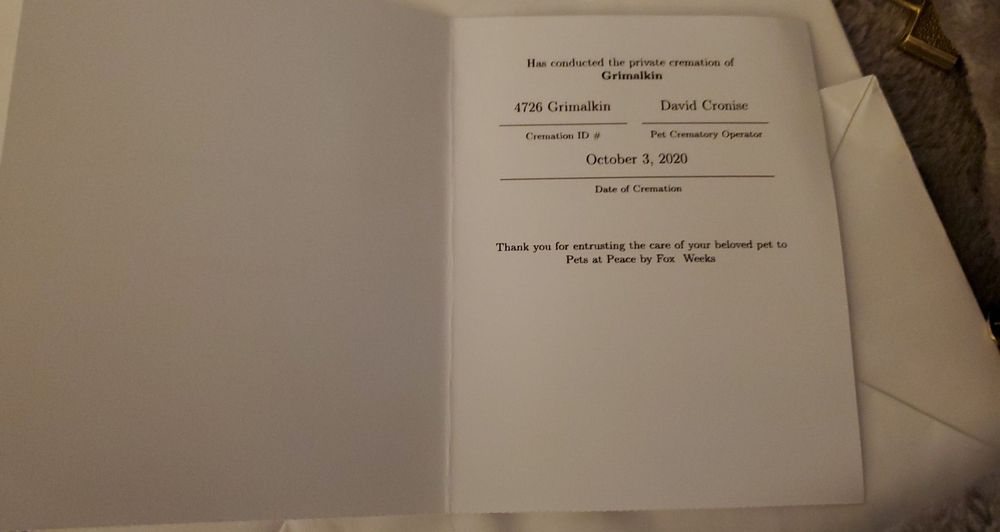 Has conducted the private cremation of
Grimalkin
4726 Grimalkin David Cronise
Cremation ID # Pet Crematory Operator
October 3, 2020
Date of Cremation
Thank you for entrusting the care of your beloved pet to
Pets at Peace by Fox Weeks